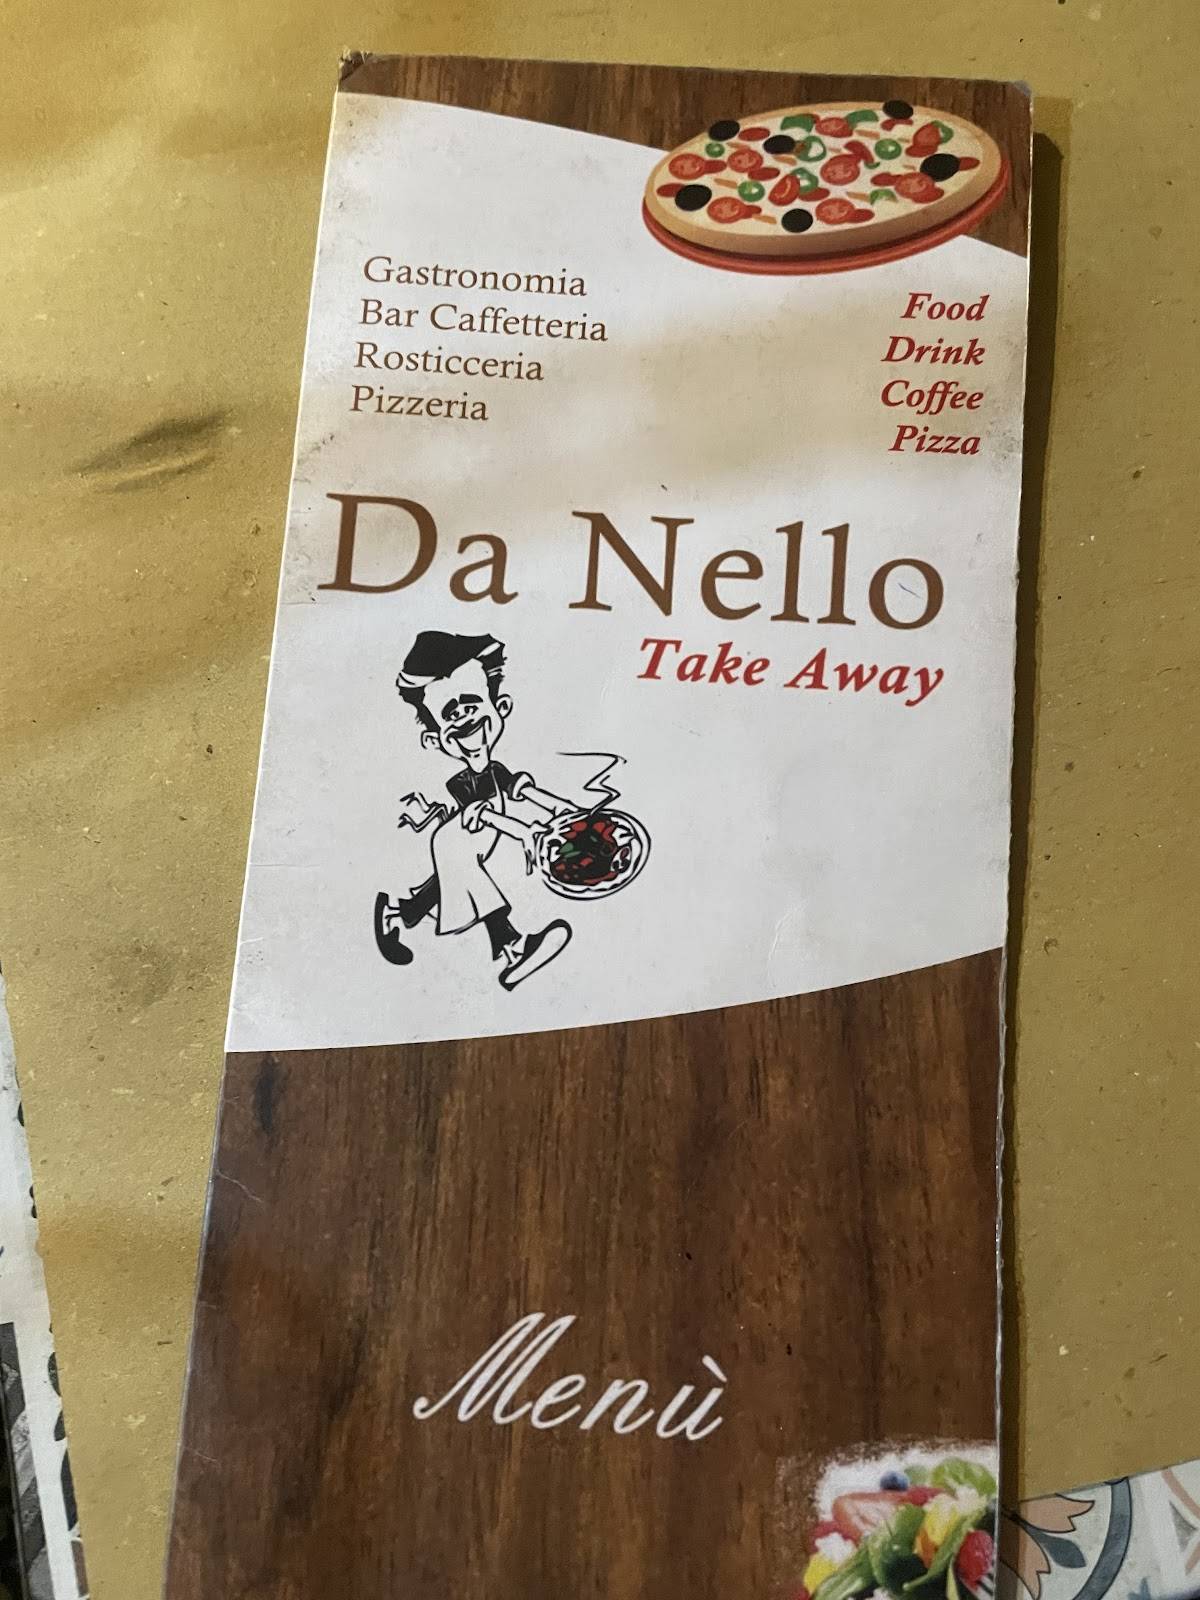 Gastronomia
Bar Caffetteria
Rosticceria
Pizzeria
Food
Drink
Coffee
Pizza
Da Nello
Take Away
Menù